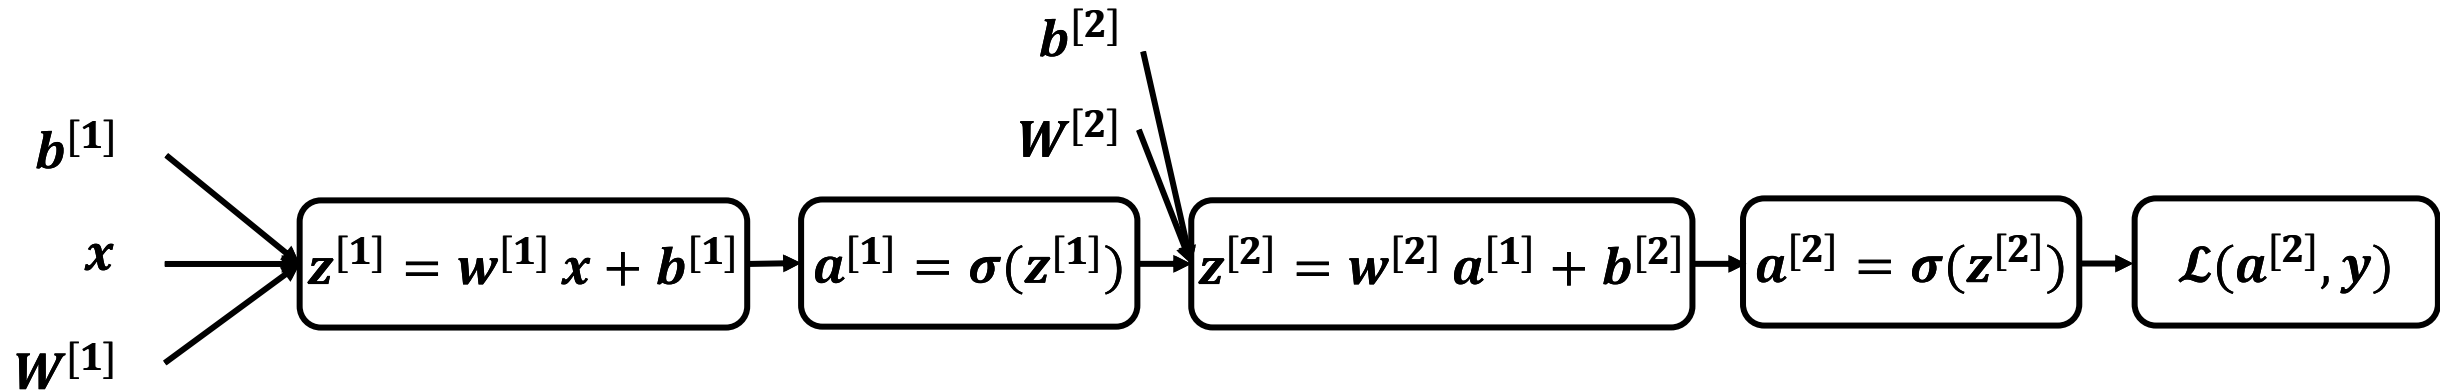 b^[2]
W^[2]
b^[1]
x
W^[1]
z^[1] = w^[1] x + b^[1]
a^[1] = σ(z^[1])
z^[2] = w^[2] a^[1] + b^[2]
a^[2] = σ(z^[2])
ℒ(a^[2], y)